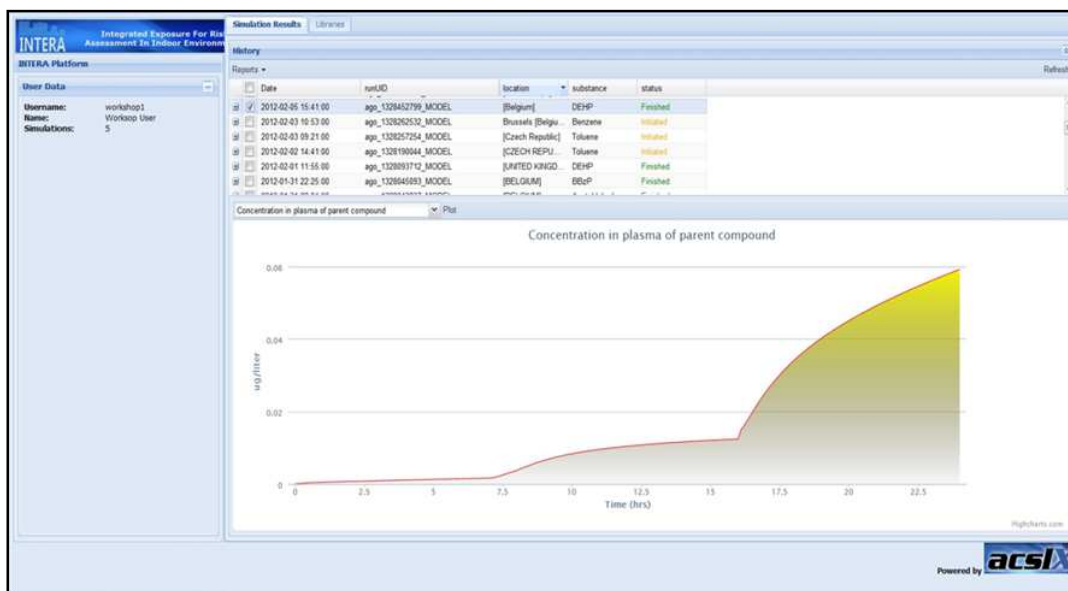 INTERA
Integrated Exposure For Ris
Assessment In Indoor Environm
INTERA Platform
User Data
Username: workshop1
Name: Worksop User
Simulations: 5
Simulation Results Libraries
History
Reports Refresh
Date runUID location substance status
2012-02-05 15:41:00 ago_1328452799_MODEL [Belgium] DEHP Finished
2012-02-03 10:53:00 ago_1328262532_MODEL Brussels [Belgiu... Benzene Initiated
2012-02-03 09:21:00 ago_1328257254_MODEL [Czech Republic] Toluene Initiated
2012-02-02 14:41:00 ago_1328190044_MODEL [CZECH REPU... Toluene Initiated
2012-02-01 11:55:00 ago_1328093712_MODEL [UNITED KINGD... DEHP Finished
2012-01-31 22:25:00 ago_1328045093_MODEL [BELGIUM] BBzP Finished
Concentration in plasma of parent compound Plot
Concentration in plasma of parent compound
0.06
0.04
0.02
0
ug/liter
0 2.5 5 7.5 10 12.5 15 17.5 20 22.5
Time (hrs)
Highcharts.com
Powered by acslX